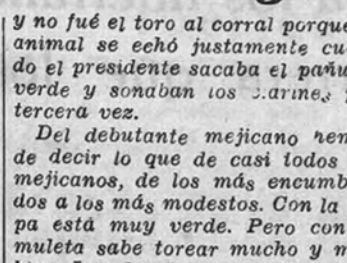 y no fué el toro al corral porque
animal se echó justamente cu
do el presidente sacaba el pañu
verde y sonaban los
tercera vez.
Del debutante mejicano hem
de decir lo que de casi todos
mejicanos, de los más encumb
dos a los más modestos. Con la
pa está muy verde. Pero con
muleta sabe torear mucho y m